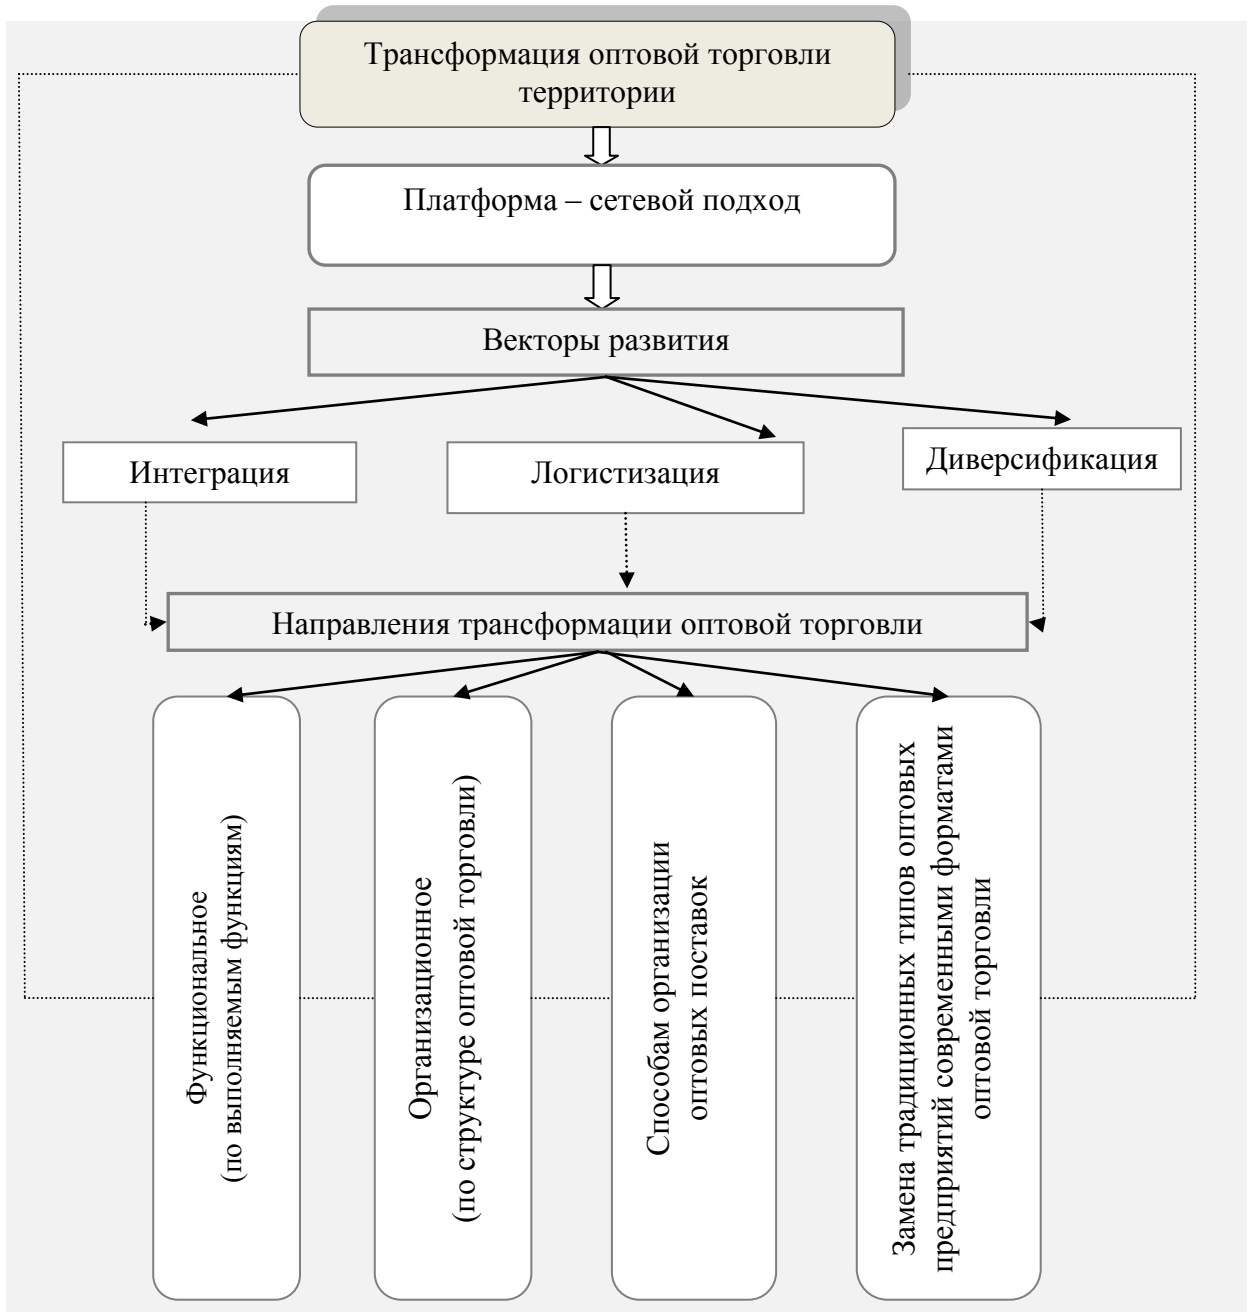 Трансформация оптовой торговли
территории
Платформа – сетевой подход
Векторы развития
Интеграция
Логистизация
Диверсификация
Направления трансформации оптовой торговли
Функциональное
(по выполняемым функциям)
Организационное
(по структуре оптовой торговли)
Способам организации
оптовых поставок
Замена традиционных типов оптовых
предприятий современными форматами
оптовой торговли